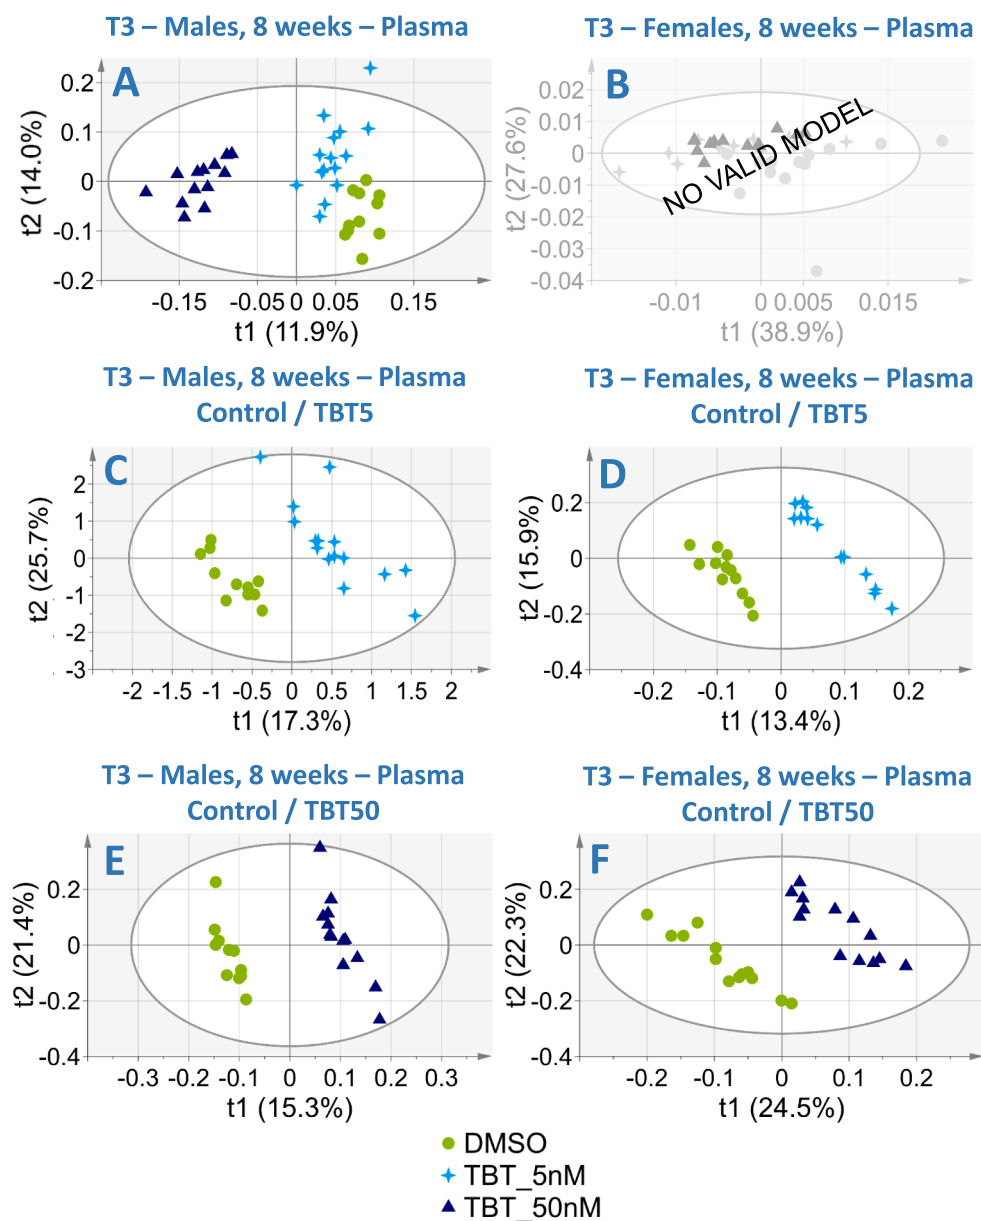 T3 – Males, 8 weeks – Plasma
A
0.2
0.1
0
-0.1
-0.2
t2 (14.0%)
-0.15
-0.05
0
0.05
0.15
t1 (11.9%)
T3 – Females, 8 weeks – Plasma
B
NO VALID MODEL
0.02
0.01
0
-0.01
-0.02
-0.03
-0.04
t2 (27.6%)
-0.01
0
0.005
0.015
t1 (38.9%)
T3 – Males, 8 weeks – Plasma
Control / TBT5
C
2
1
0
-1
-2
-3
t2 (25.7%)
-2
-1.5
-1
-0.5
0
0.5
1
1.5
2
t1 (17.3%)
T3 – Females, 8 weeks – Plasma
Control / TBT5
D
0.2
0
-0.2
-0.4
t2 (15.9%)
-0.2
-0.1
0
0.1
0.2
t1 (13.4%)
T3 – Males, 8 weeks – Plasma
Control / TBT50
E
0.2
0
-0.2
-0.4
t2 (21.4%)
-0.3
-0.2
-0.1
0
0.1
0.2
0.3
t1 (15.3%)
T3 – Females, 8 weeks – Plasma
Control / TBT50
F
0.2
0
-0.2
-0.4
t2 (22.3%)
-0.2
-0.1
0
0.1
0.2
t1 (24.5%)
DMSO
TBT_5nM
TBT_50nM